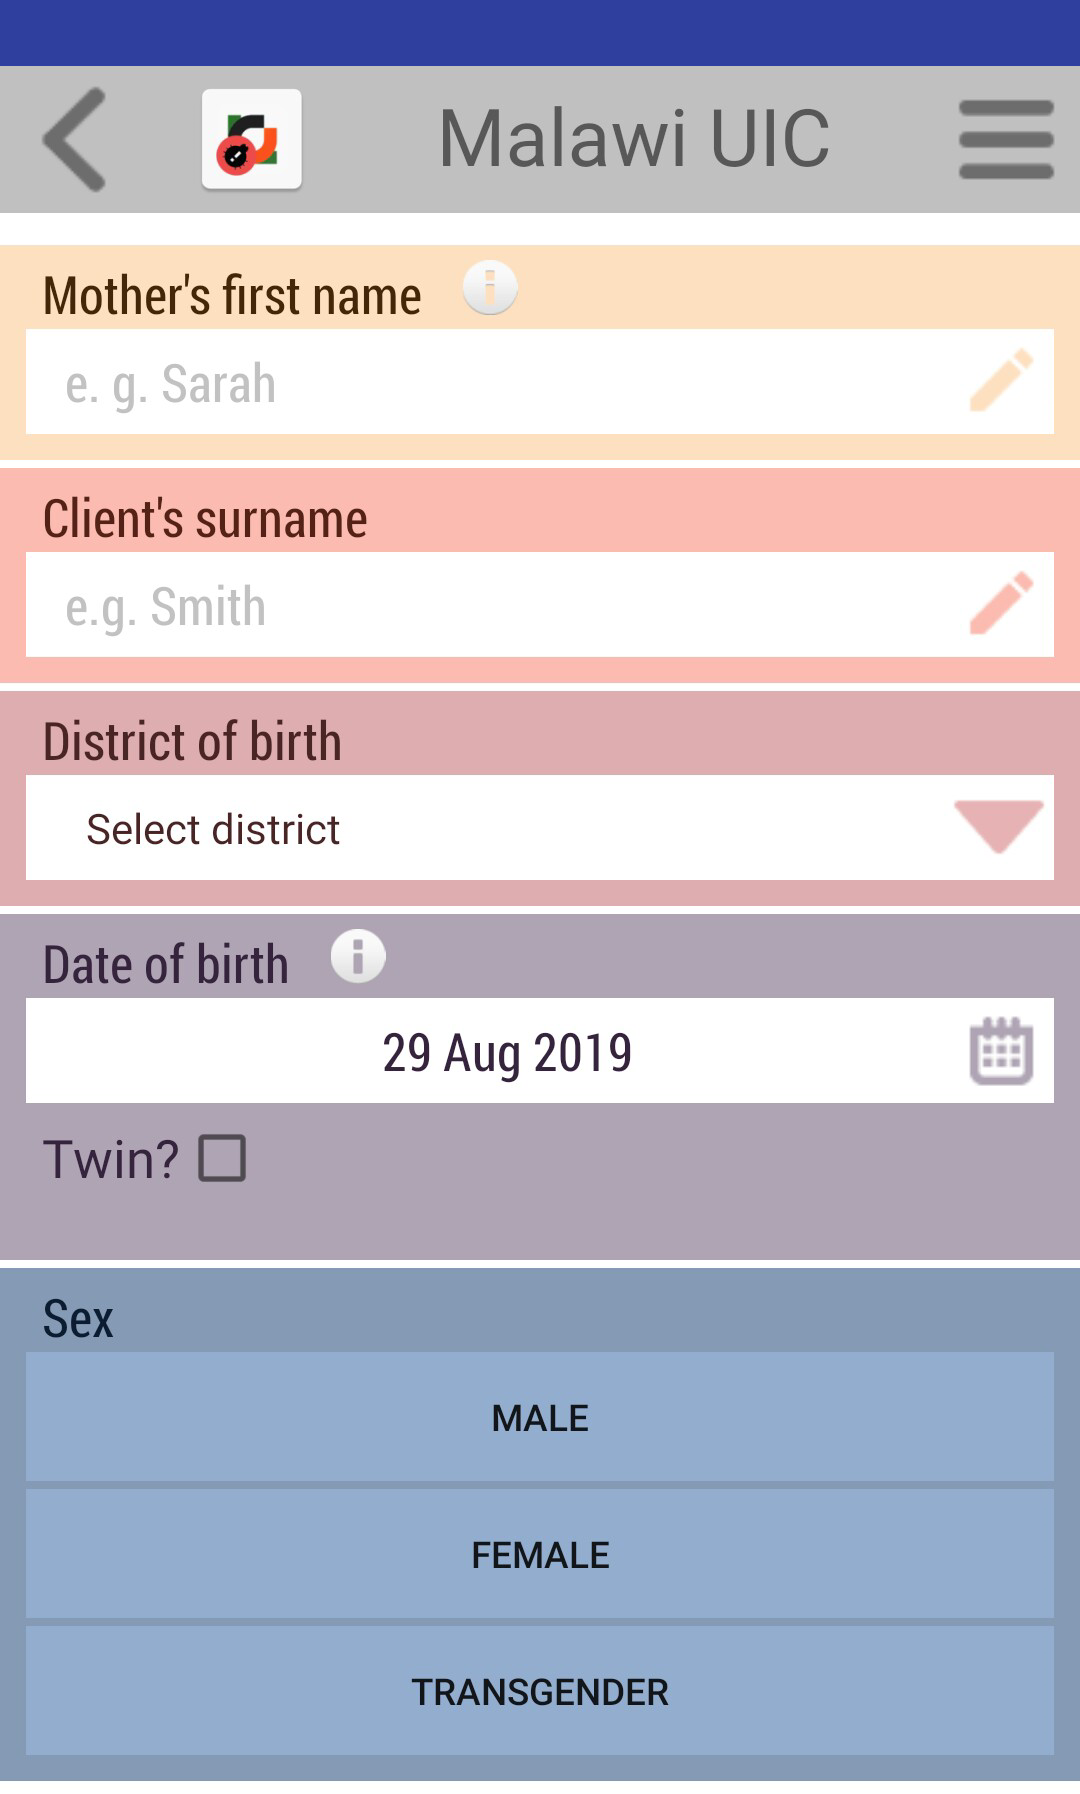 Malawi UIC
Mother's first name
e. g. Sarah
Client's surname
e.g. Smith
District of birth
Select district
Date of birth
29 Aug 2019
Twin?
Sex
MALE
FEMALE
TRANSGENDER